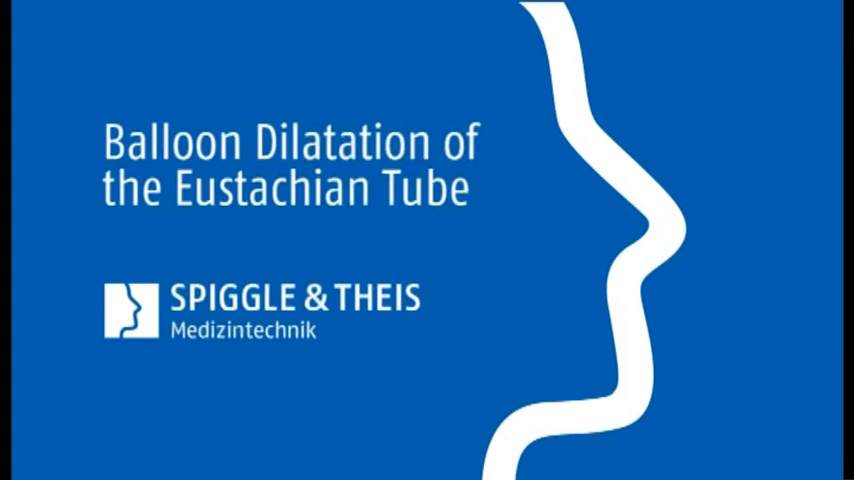 Balloon Dilatation of
the Eustachian Tube
SPIGGLE & THEIS
Medizintechnik